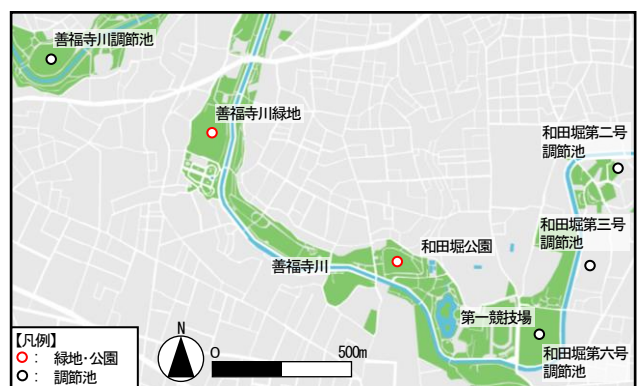 善福寺川調節池
善福寺川緑地
和田堀第二号
調節池
和田堀第三号
調節池
和田堀公園
善福寺川
第一競技場
和田堀第六号
調節池
【凡例】
○： 緑地・公園
○： 調節池
N
0
500m